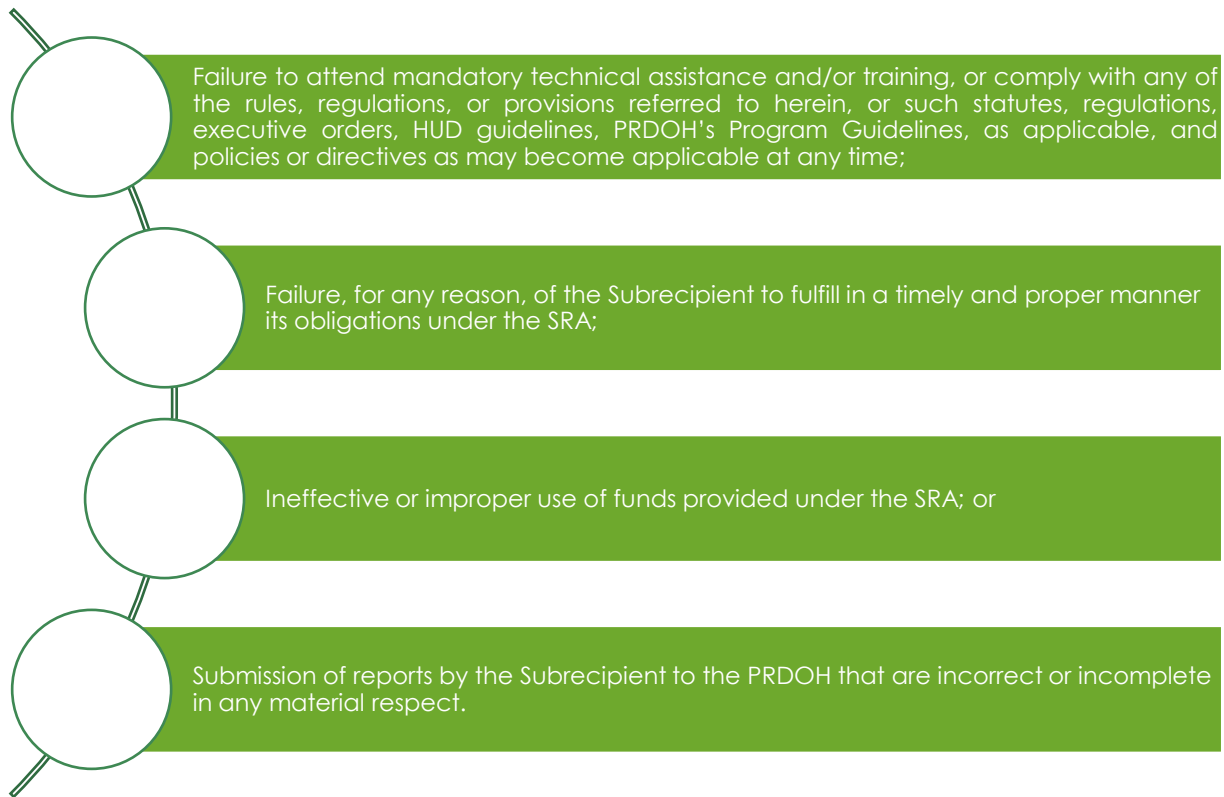 Failure to attend mandatory technical assistance and/or training, or comply with any of
the rules, regulations, or provisions referred to herein, or such statutes, regulations,
executive orders, HUD guidelines, PRDOH’s Program Guidelines, as applicable, and
policies or directives as may become applicable at any time;
Failure, for any reason, of the Subrecipient to fulfill in a timely and proper manner
its obligations under the SRA;
Ineffective or improper use of funds provided under the SRA; or
Submission of reports by the Subrecipient to the PRDOH that are incorrect or incomplete
in any material respect.